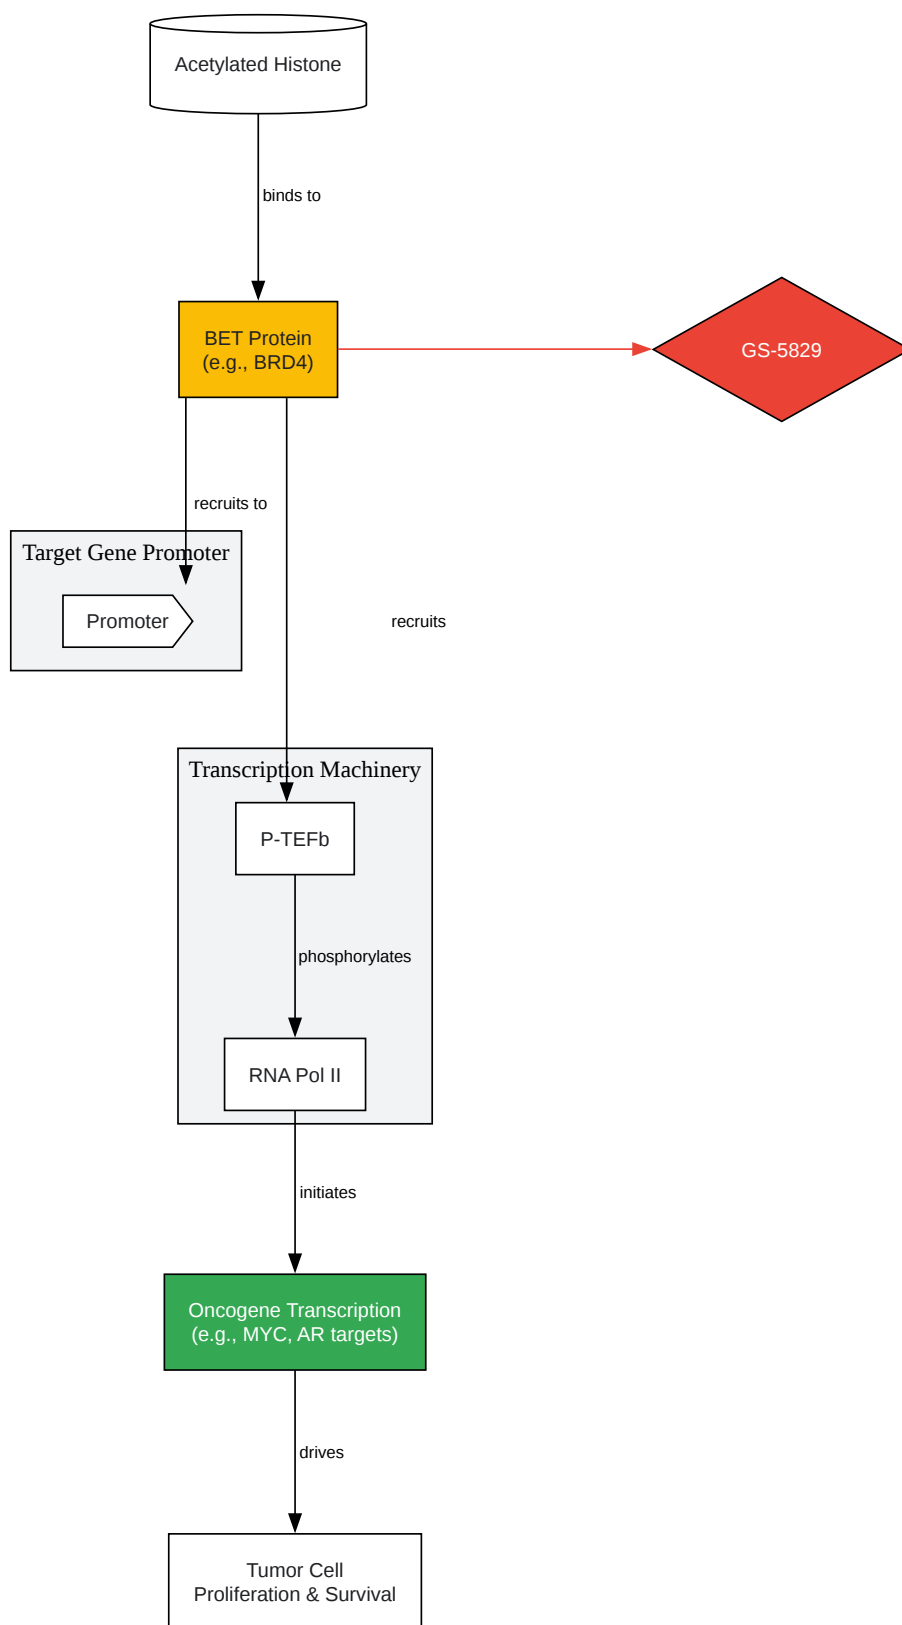 Acetylated Histone
binds to
BET Protein
(e.g., BRD4)
GS-5829
recruits to
Target Gene Promoter
Promoter
recruits
Transcription Machinery
P-TEFb
phosphorylates
RNA Pol II
initiates
Oncogene Transcription
(e.g., MYC, AR targets)
drives
Tumor Cell
Proliferation & Survival